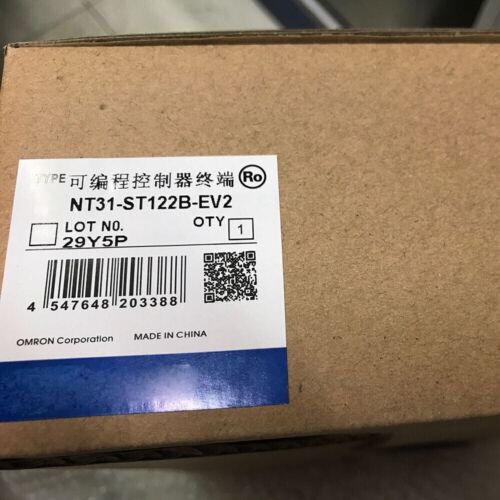 TYPE 可编程控制器终端 Ro
NT31-ST122B-EV2
LOT NO. QTY 1
29Y5P
4 547648 203388
OMRON Corporation MADE IN CHINA